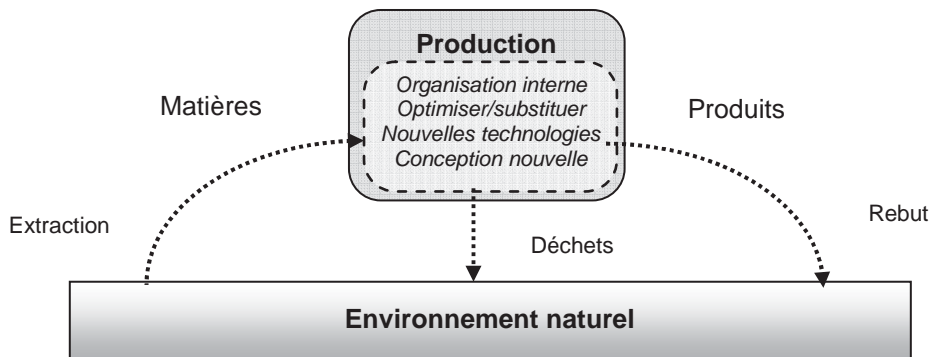 Production
Organisation interne
Optimiser/substituer
Nouvelles technologies
Conception nouvelle
Matières
Produits
Extraction
Rebut
Déchets
Environnement naturel